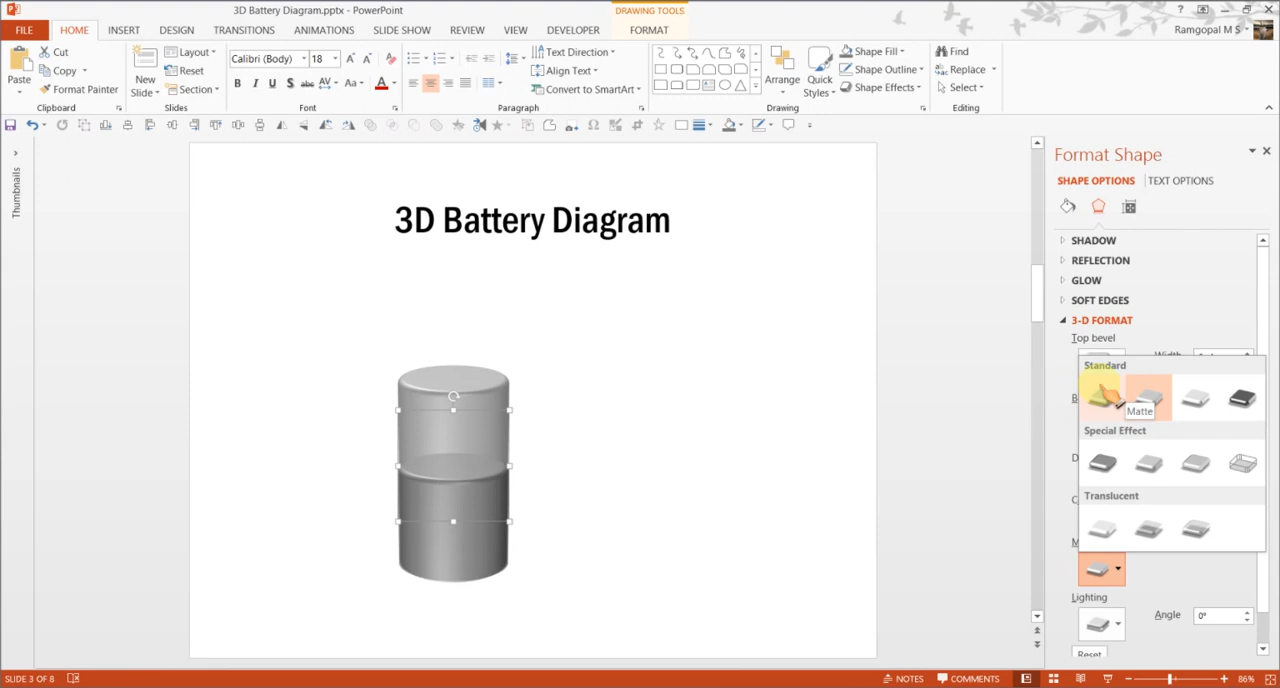 3D Battery Diagram.pptx - PowerPoint
DRAWING TOOLS
?
FILE
HOME
INSERT
DESIGN
TRANSITIONS
ANIMATIONS
SLIDE SHOW
REVIEW
VIEW
DEVELOPER
FORMAT
Ramgopal M S
Paste
Cut
Copy
Format Painter
Clipboard
New
Slide
Layout
Reset
Section
Slides
Calibri (Body)
18
B I U S abc AV Aa A
Font
Text Direction
Align Text
Convert to SmartArt
Paragraph
Arrange
Quick
Styles
Shape Fill
Shape Outline
Shape Effects
Drawing
Find
Replace
Select
Editing
Thumbnails
3D Battery Diagram
Format Shape
SHAPE OPTIONS
TEXT OPTIONS
SHADOW
REFLECTION
GLOW
SOFT EDGES
3-D FORMAT
Top bevel
Width
Standard
Matte
Special Effect
Translucent
Lighting
Angle
0°
Reset
SLIDE 3 OF 8
NOTES
COMMENTS
86%